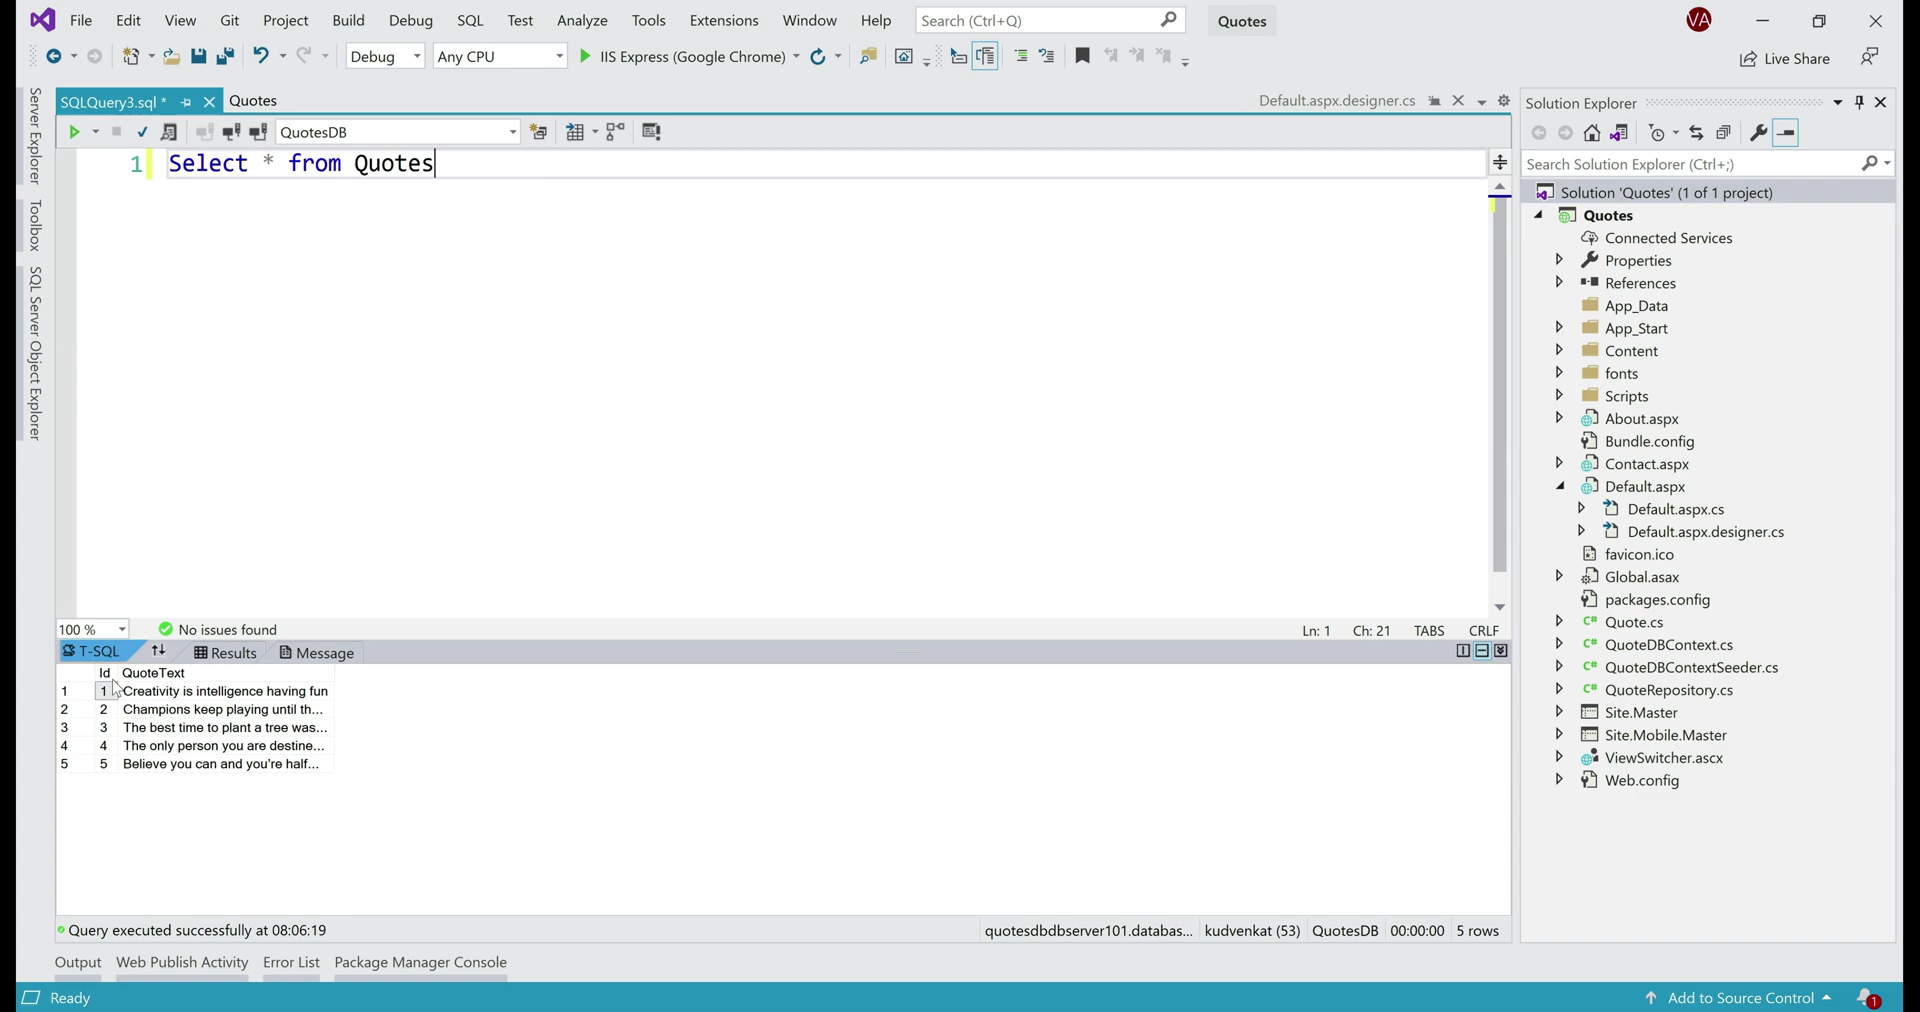 File Edit View Git Project Build Debug SQL Test Analyze Tools Extensions Window Help Search (Ctrl+Q) Quotes VA
Debug Any CPU IIS Express (Google Chrome) Live Share
SQLQuery3.sql * Quotes Default.aspx.designer.cs
QuotesDB
1 Select * from Quotes
Server Explorer
Toolbox
SQL Server Object Explorer
100 % No issues found Ln: 1 Ch: 21 TABS CRLF
T-SQL Results Message
Id QuoteText
1 1 Creativity is intelligence having fun
2 2 Champions keep playing until th...
3 3 The best time to plant a tree was...
4 4 The only person you are destine...
5 5 Believe you can and you're half...
Query executed successfully at 08:06:19 quotesdbdbserver101.databas... kudvenkat (53) QuotesDB 00:00:00 5 rows
Output Web Publish Activity Error List Package Manager Console
Solution Explorer
Search Solution Explorer (Ctrl+;)
Solution 'Quotes' (1 of 1 project)
Quotes
Connected Services
Properties
References
App_Data
App_Start
Content
fonts
Scripts
About.aspx
Bundle.config
Contact.aspx
Default.aspx
Default.aspx.cs
Default.aspx.designer.cs
favicon.ico
Global.asax
packages.config
C# Quote.cs
C# QuoteDBContext.cs
C# QuoteDBContextSeeder.cs
C# QuoteRepository.cs
Site.Master
Site.Mobile.Master
ViewSwitcher.ascx
Web.config
Ready Add to Source Control 1